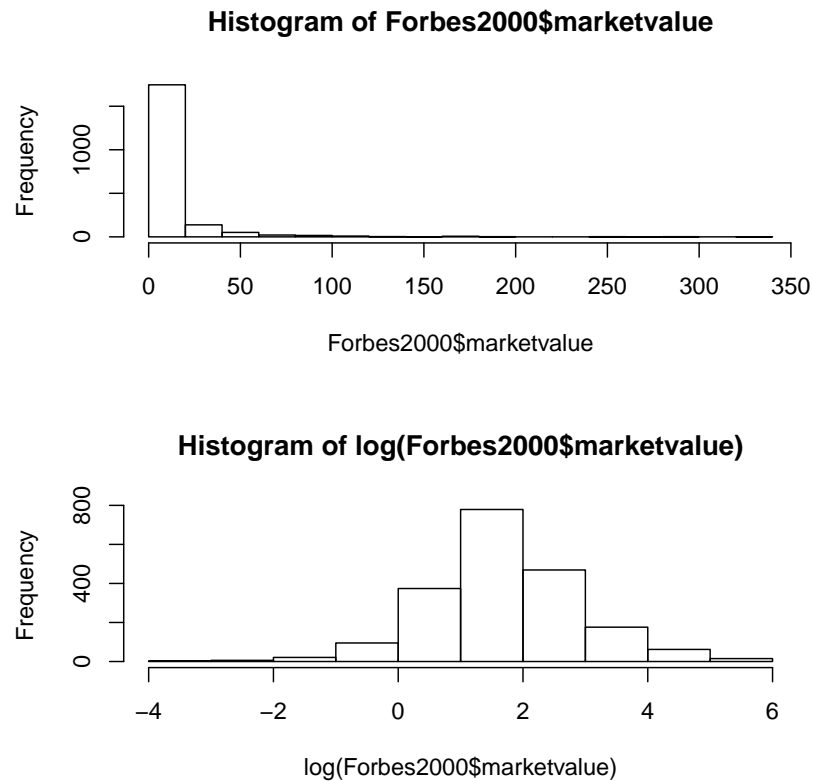 Histogram of Forbes2000$marketvalue
Frequency
0 1000
0 50 100 150 200 250 300 350
Forbes2000$marketvalue
Histogram of log(Forbes2000$marketvalue)
Frequency
0 400 800
−4 −2 0 2 4 6
log(Forbes2000$marketvalue)